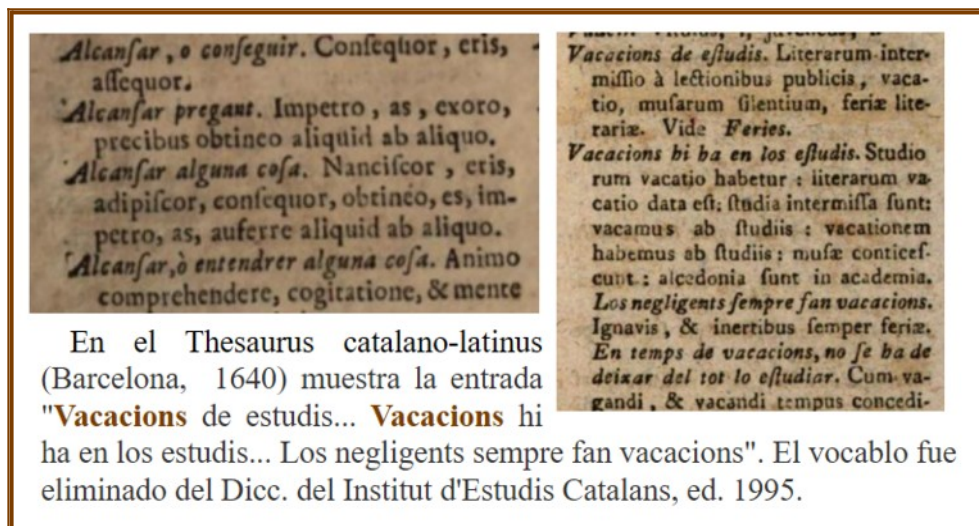 Alcanſar, o conſeguir. Conſequor, eris,
aſſequor.
Alcanſar pregant. Impetro, as, exoro,
precibus obtineo aliquid ab aliquo.
Alcanſar alguna coſa. Nanciſcor, eris,
adipiſcor, conſequor, obtineo, es, im-
petro, as, auferre aliquid ab aliquo.
Alcanſar, ò entendrer alguna coſa. Animo
comprehendere, cogitatione, & mente
Vacacions de eſtudis. Literarum inter-
miſſio à lectionibus publicis, vaca-
tio, muſarum ſilentium, feriæ lite-
rariæ. Vide Feries.
Vacacions hi ha en los eſtudis. Studio
rum vacatio habetur : literarum va-
catio data eſt; ſtudia intermiſſa ſunt:
vacamus ab ſtudiis : vacationem
habemus ab ſtudiis : muſæ conticeſ-
cunt : alcedonia ſunt in academia.
Los negligents ſempre fan vacacions.
Ignavis, & inertibus ſemper feriæ.
En temps de vacacions, no ſe ha de
deixar del tot lo eſtudiar. Cum va-
gandi, & vacandi tempus concedi-
En el Thesaurus catalano-latinus
(Barcelona, 1640) muestra la entrada
"Vacacions de estudis... Vacacions hi
ha en los estudis... Los negligents sempre fan vacacions". El vocablo fue
eliminado del Dicc. del Institut d'Estudis Catalans, ed. 1995.